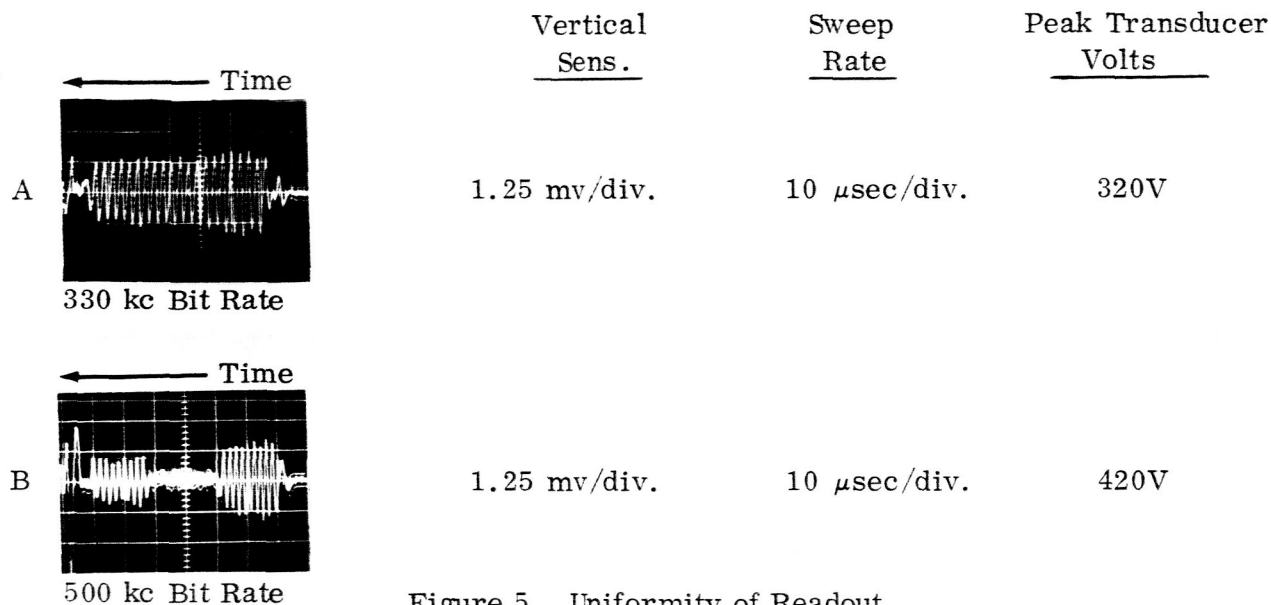 Vertical Sens.
Sweep Rate
Peak Transducer Volts
Time
A
1.25 mv/div.
10 μsec/div.
320V
330 kc Bit Rate
Time
B
1.25 mv/div.
10 μsec/div.
420V
500 kc Bit Rate
Figure 5. Uniformity of Readout